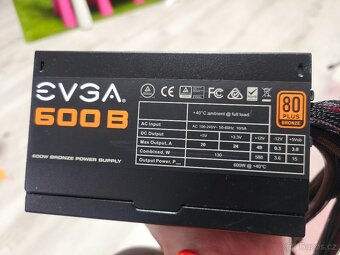 EVGA
600 B
600W BRONZE POWER SUPPLY
+40°C ambient @ full load
AC Input 100-240V~ 50-60Hz 10/5A
DC Output +5V +3.3V +12V -12V +5Vsb
Max Output, A 20 24 49 0.3 3.0
Combined, W 130 588 3.6 15
Output Power, P 600W @ +40°C
80
PLUS
BRONZE